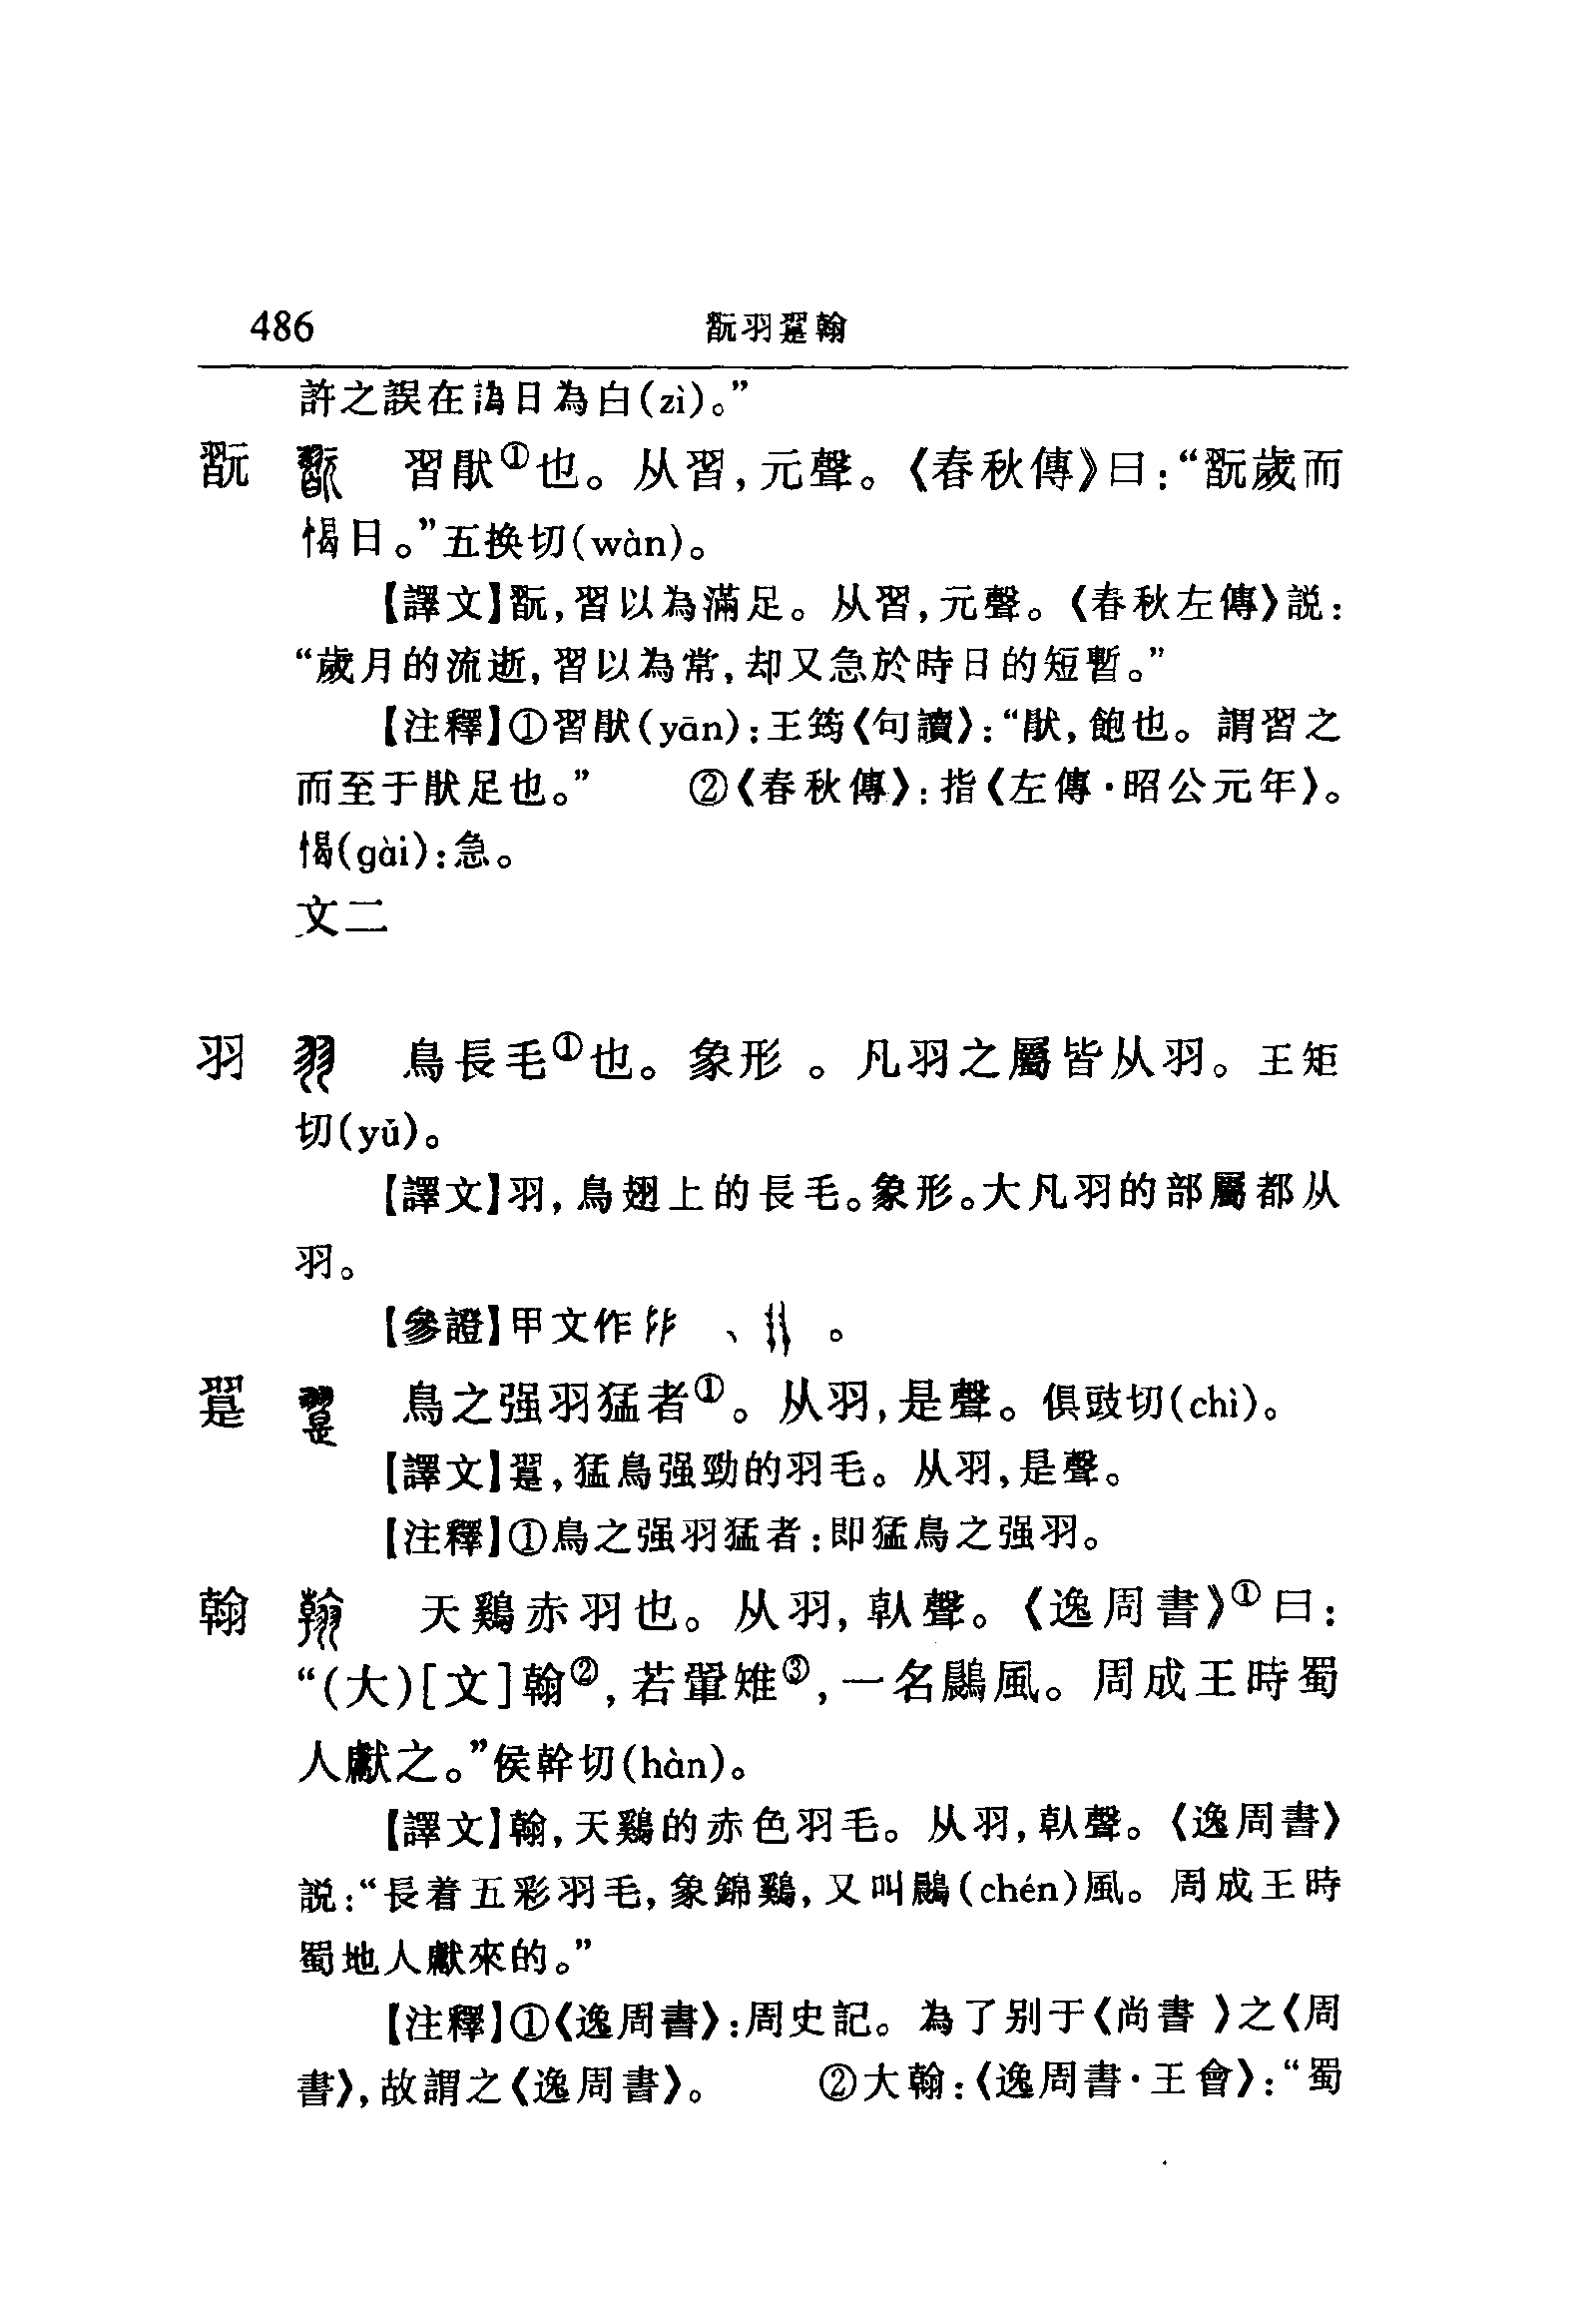 486
翫羽翨翰
許之誤在譌日為白(zì)。”
翫 習猒①也。从習,元聲。《春秋傳》曰:“翫歲而
愒日。”五换切(wàn)。
【譯文】翫,習以為滿足。从習,元聲。《春秋左傳》説:
“歲月的流逝,習以為常,却又急於時日的短暫。”
【注釋】①習猒(yān):王筠《句讀》:“猒,飽也。謂習之
而至于猒足也。” ②《春秋傳》:指《左傳·昭公元年》。
愒(gài):急。
文二
羽 鳥長毛①也。象形。凡羽之屬皆从羽。王矩
切(yǔ)。
【譯文】羽,鳥翅上的長毛。象形。大凡羽的部屬都从
羽。
【參證】甲文作 、 。
翨 鳥之强羽猛者①。从羽,是聲。俱豉切(chì)。
【譯文】翨,猛鳥强勁的羽毛。从羽,是聲。
【注釋】①鳥之强羽猛者:即猛鳥之强羽。
翰 天鷄赤羽也。从羽,倝聲。《逸周書》①曰:
“(大)[文]翰②,若翬雉③,一名鷐風。周成王時蜀
人獻之。”侯幹切(hàn)。
【譯文】翰,天鷄的赤色羽毛。从羽,倝聲。《逸周書》
説:“長着五彩羽毛,象錦鷄,又叫鷐(chén)風。周成王時
蜀地人獻來的。”
【注釋】①《逸周書》:周史記。為了别于《尚書》之《周
書》,故謂之《逸周書》。 ②大翰:《逸周書·王會》:“蜀